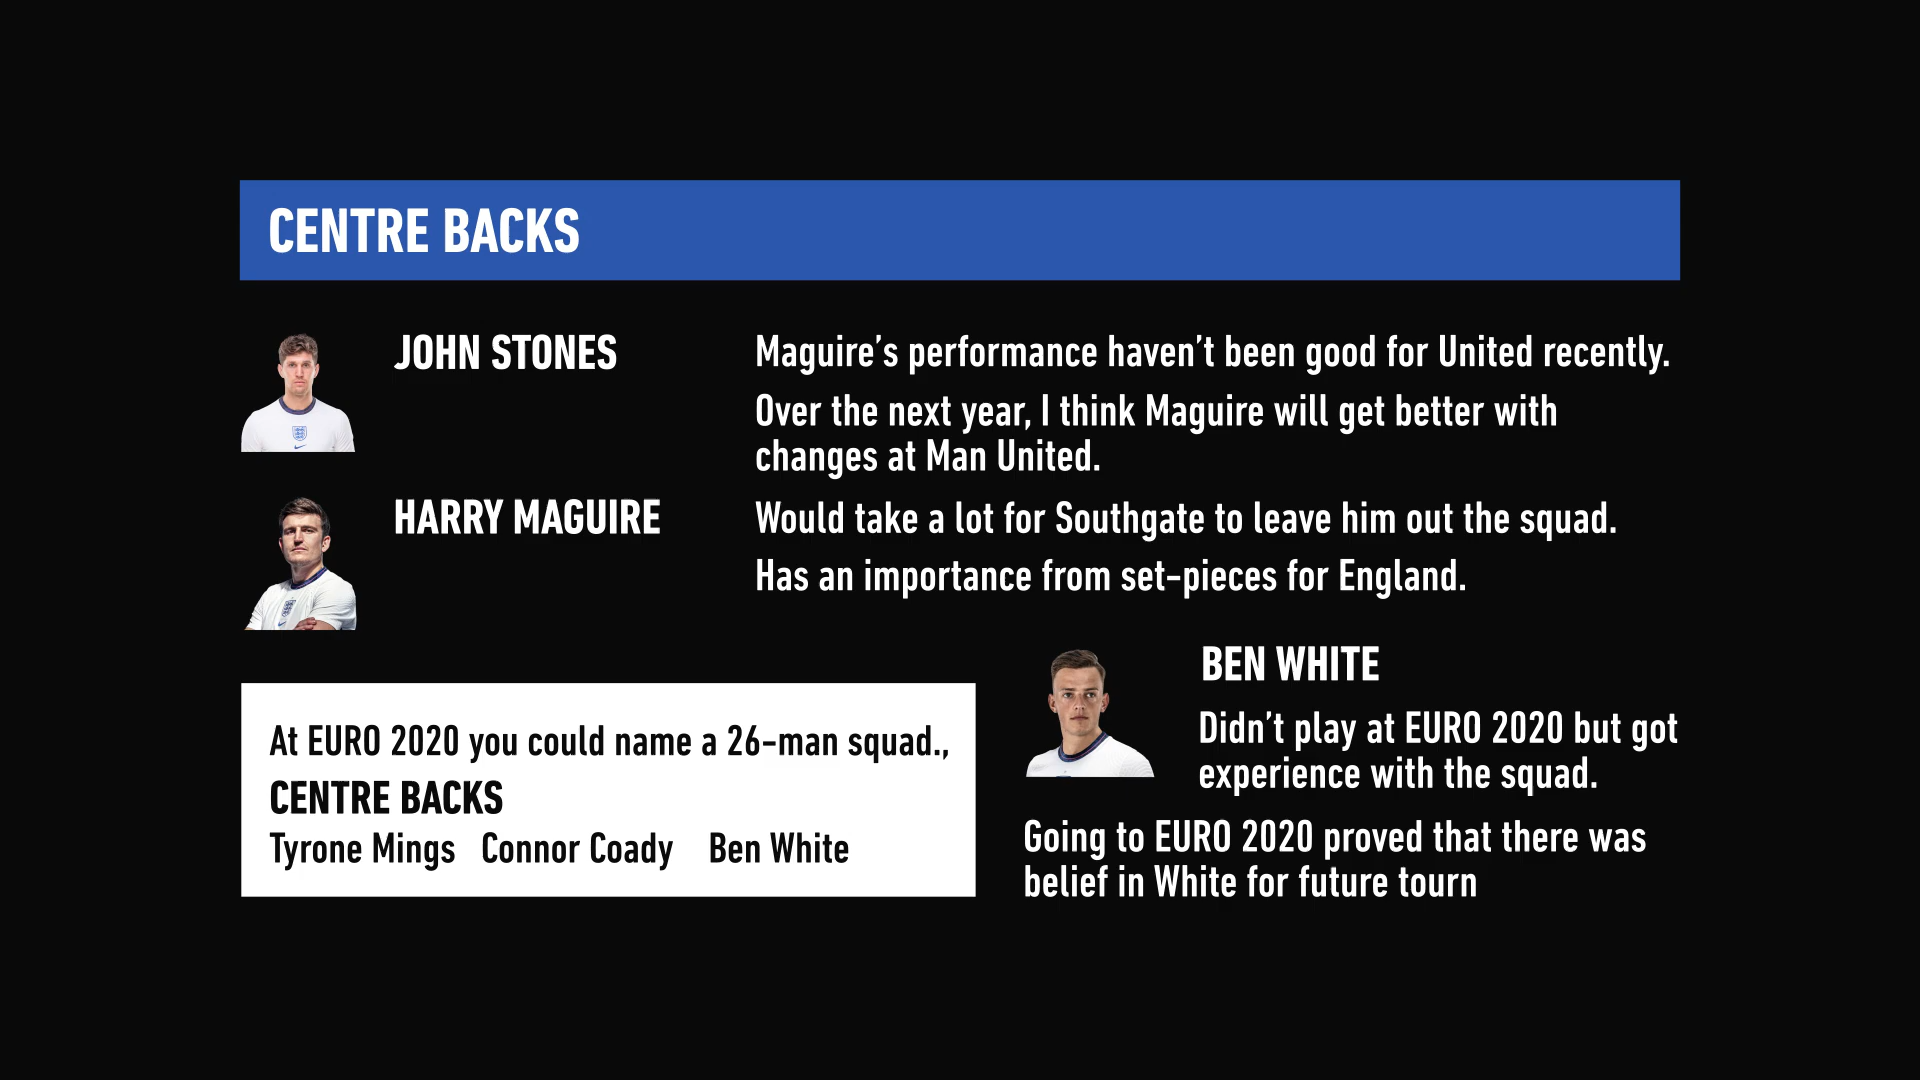 CENTRE BACKS
JOHN STONES
Maguire's performance haven't been good for United recently.
Over the next year, I think Maguire will get better with
changes at Man United.
HARRY MAGUIRE
Would take a lot for Southgate to leave him out the squad.
Has an importance from set-pieces for England.
At EURO 2020 you could name a 26-man squad.,
CENTRE BACKS
Tyrone Mings Connor Coady Ben White
BEN WHITE
Didn't play at EURO 2020 but got
experience with the squad.
Going to EURO 2020 proved that there was
belief in White for future tourn